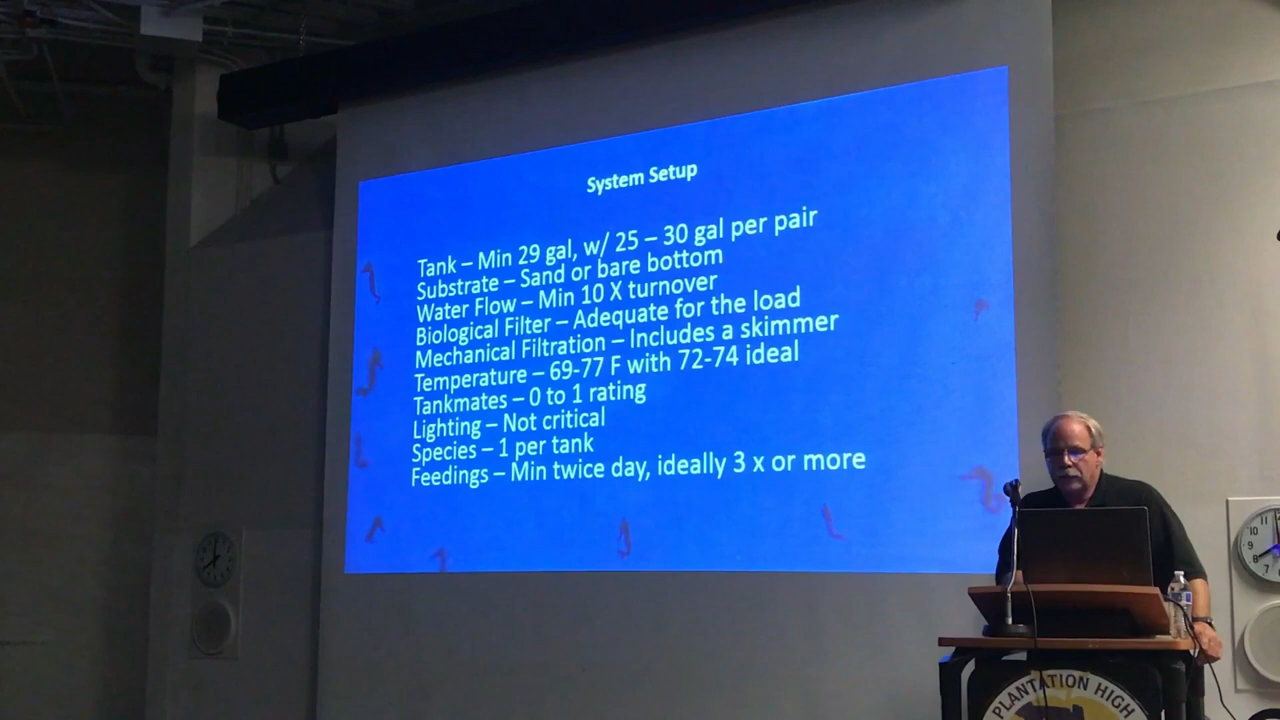 System Setup
Tank – Min 29 gal, w/ 25 – 30 gal per pair
Substrate – Sand or bare bottom
Water Flow – Min 10 X turnover
Biological Filter – Adequate for the load
Mechanical Filtration – Includes a skimmer
Temperature – 69-77 F with 72-74 ideal
Tankmates – 0 to 1 rating
Lighting – Not critical
Species – 1 per tank
Feedings – Min twice day, ideally 3 x or more
PLANTATION HIGH